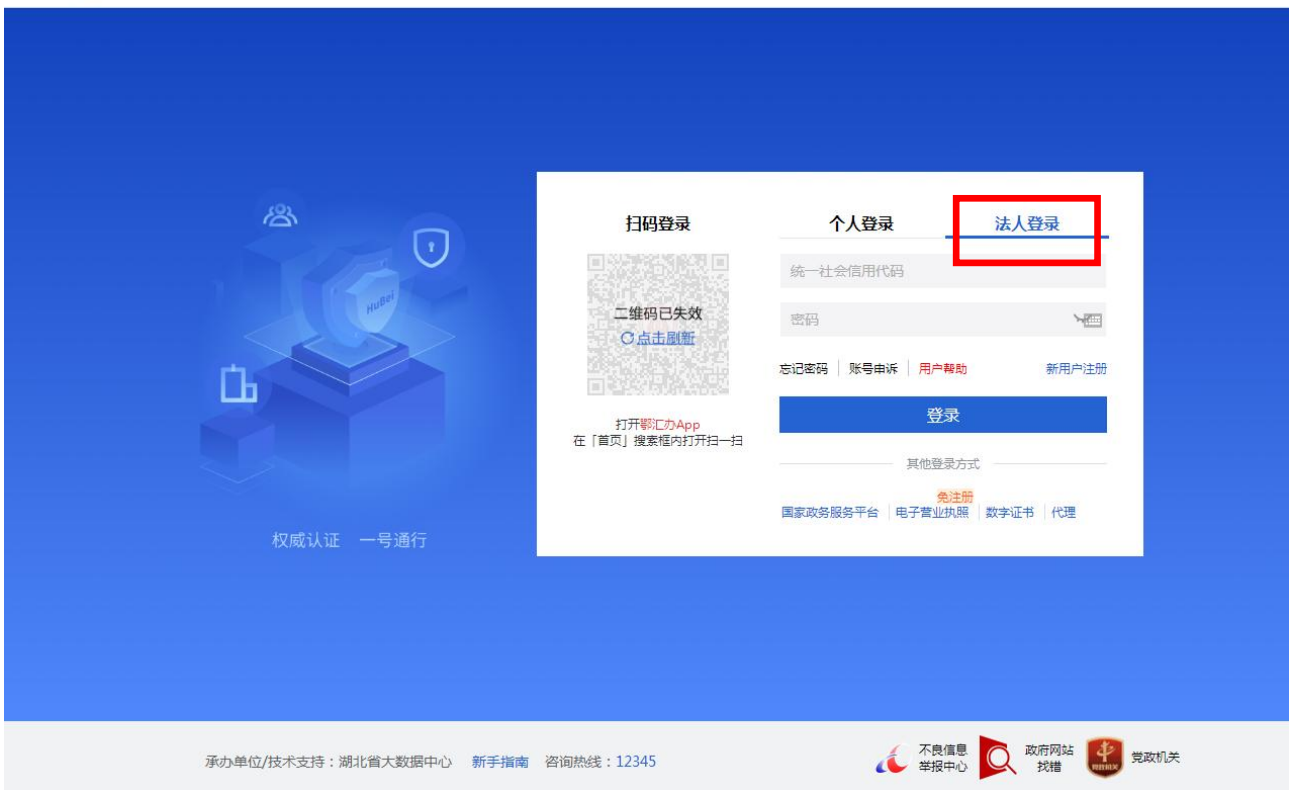 HuBei
权威认证 一号通行
扫码登录
二维码已失效
点击刷新
打开鄂汇办App
在「首页」搜索框内打开扫一扫
个人登录 法人登录
统一社会信用代码
密码
忘记密码 账号申诉 用户帮助 新用户注册
登录
其他登录方式
免注册
国家政务服务平台 电子营业执照 数字证书 代理
承办单位/技术支持：湖北省大数据中心 新手指南 咨询热线：12345
不良信息
举报中心
政府网站
找错
党政机关
党政机关